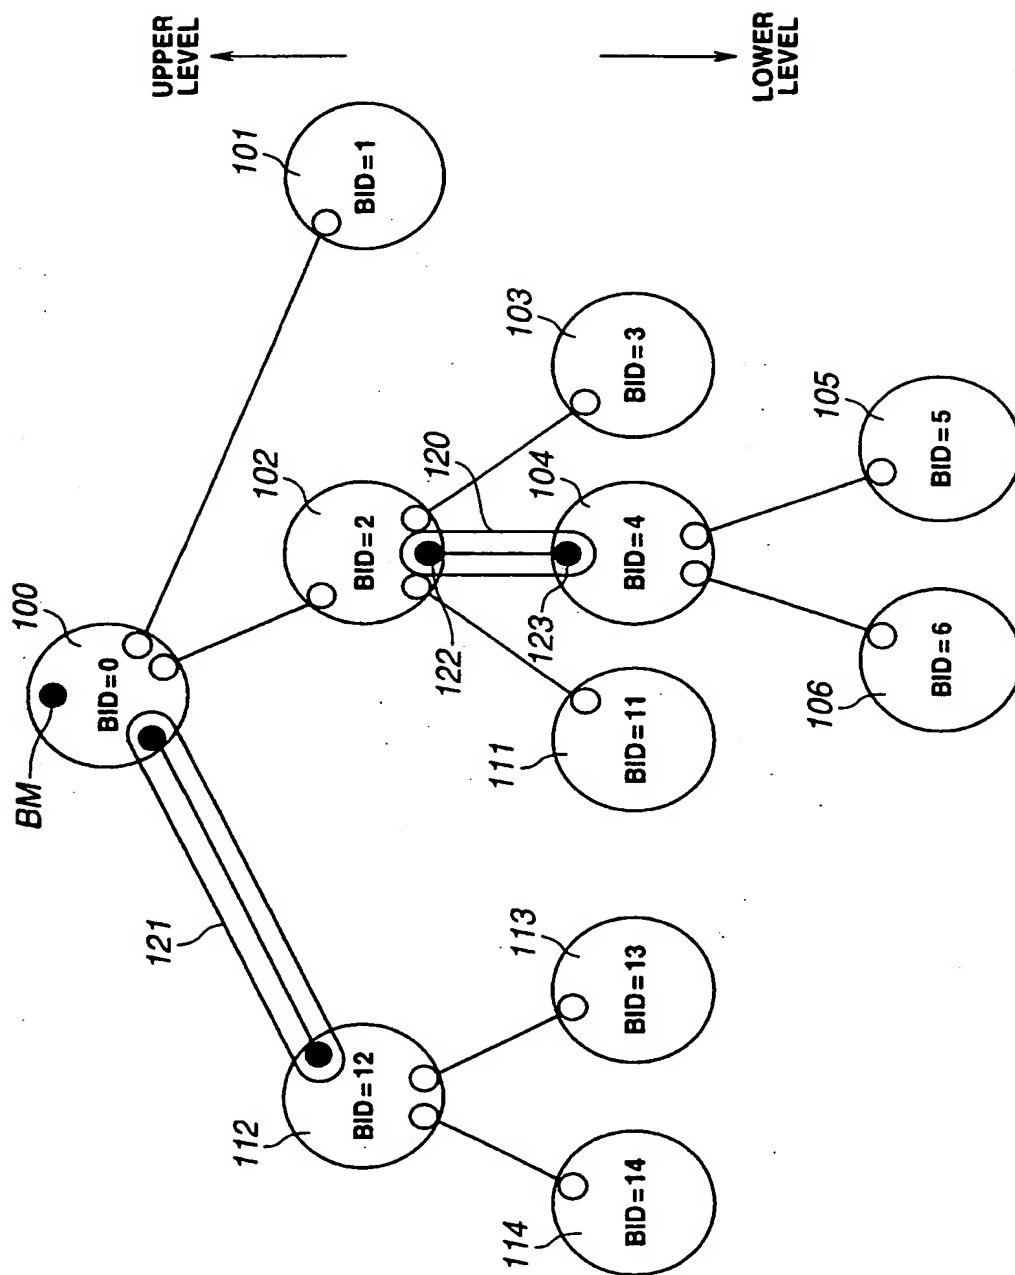 UPPER
LEVEL
LOWER
LEVEL
BM
100
BID=0
101
BID=1
102
BID=2
103
BID=3
120
104
BID=4
122
123
105
BID=5
106
BID=6
111
BID=11
121
112
BID=12
113
BID=13
114
BID=14